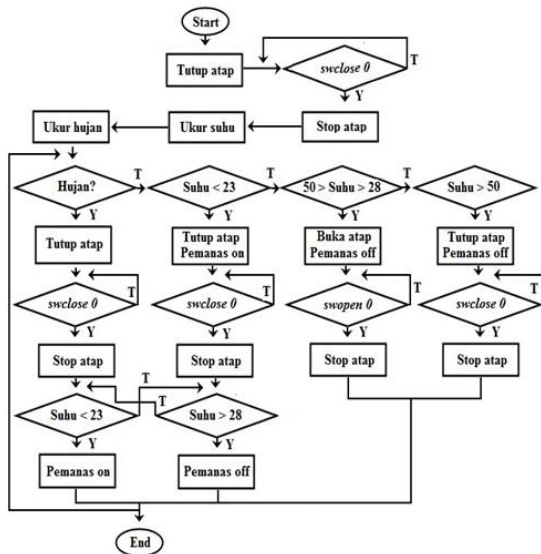 Start
Tutup atap
swclose 0
T
Y
Ukur hujan
Ukur suhu
Stop atap
Hujan?
T
Suhu < 23
T
50 > Suhu > 28
T
Suhu > 50
Y
Y
Y
Y
Tutup atap
Tutup atap
Pemanas on
Buka atap
Pemanas off
Tutup atap
Pemanas off
swclose 0
T
swclose 0
T
swopen 0
T
swclose 0
T
Y
Y
Y
Y
Stop atap
Stop atap
Stop atap
Stop atap
T
T
Suhu < 23
Suhu > 28
Y
Y
Pemanas on
Pemanas off
End